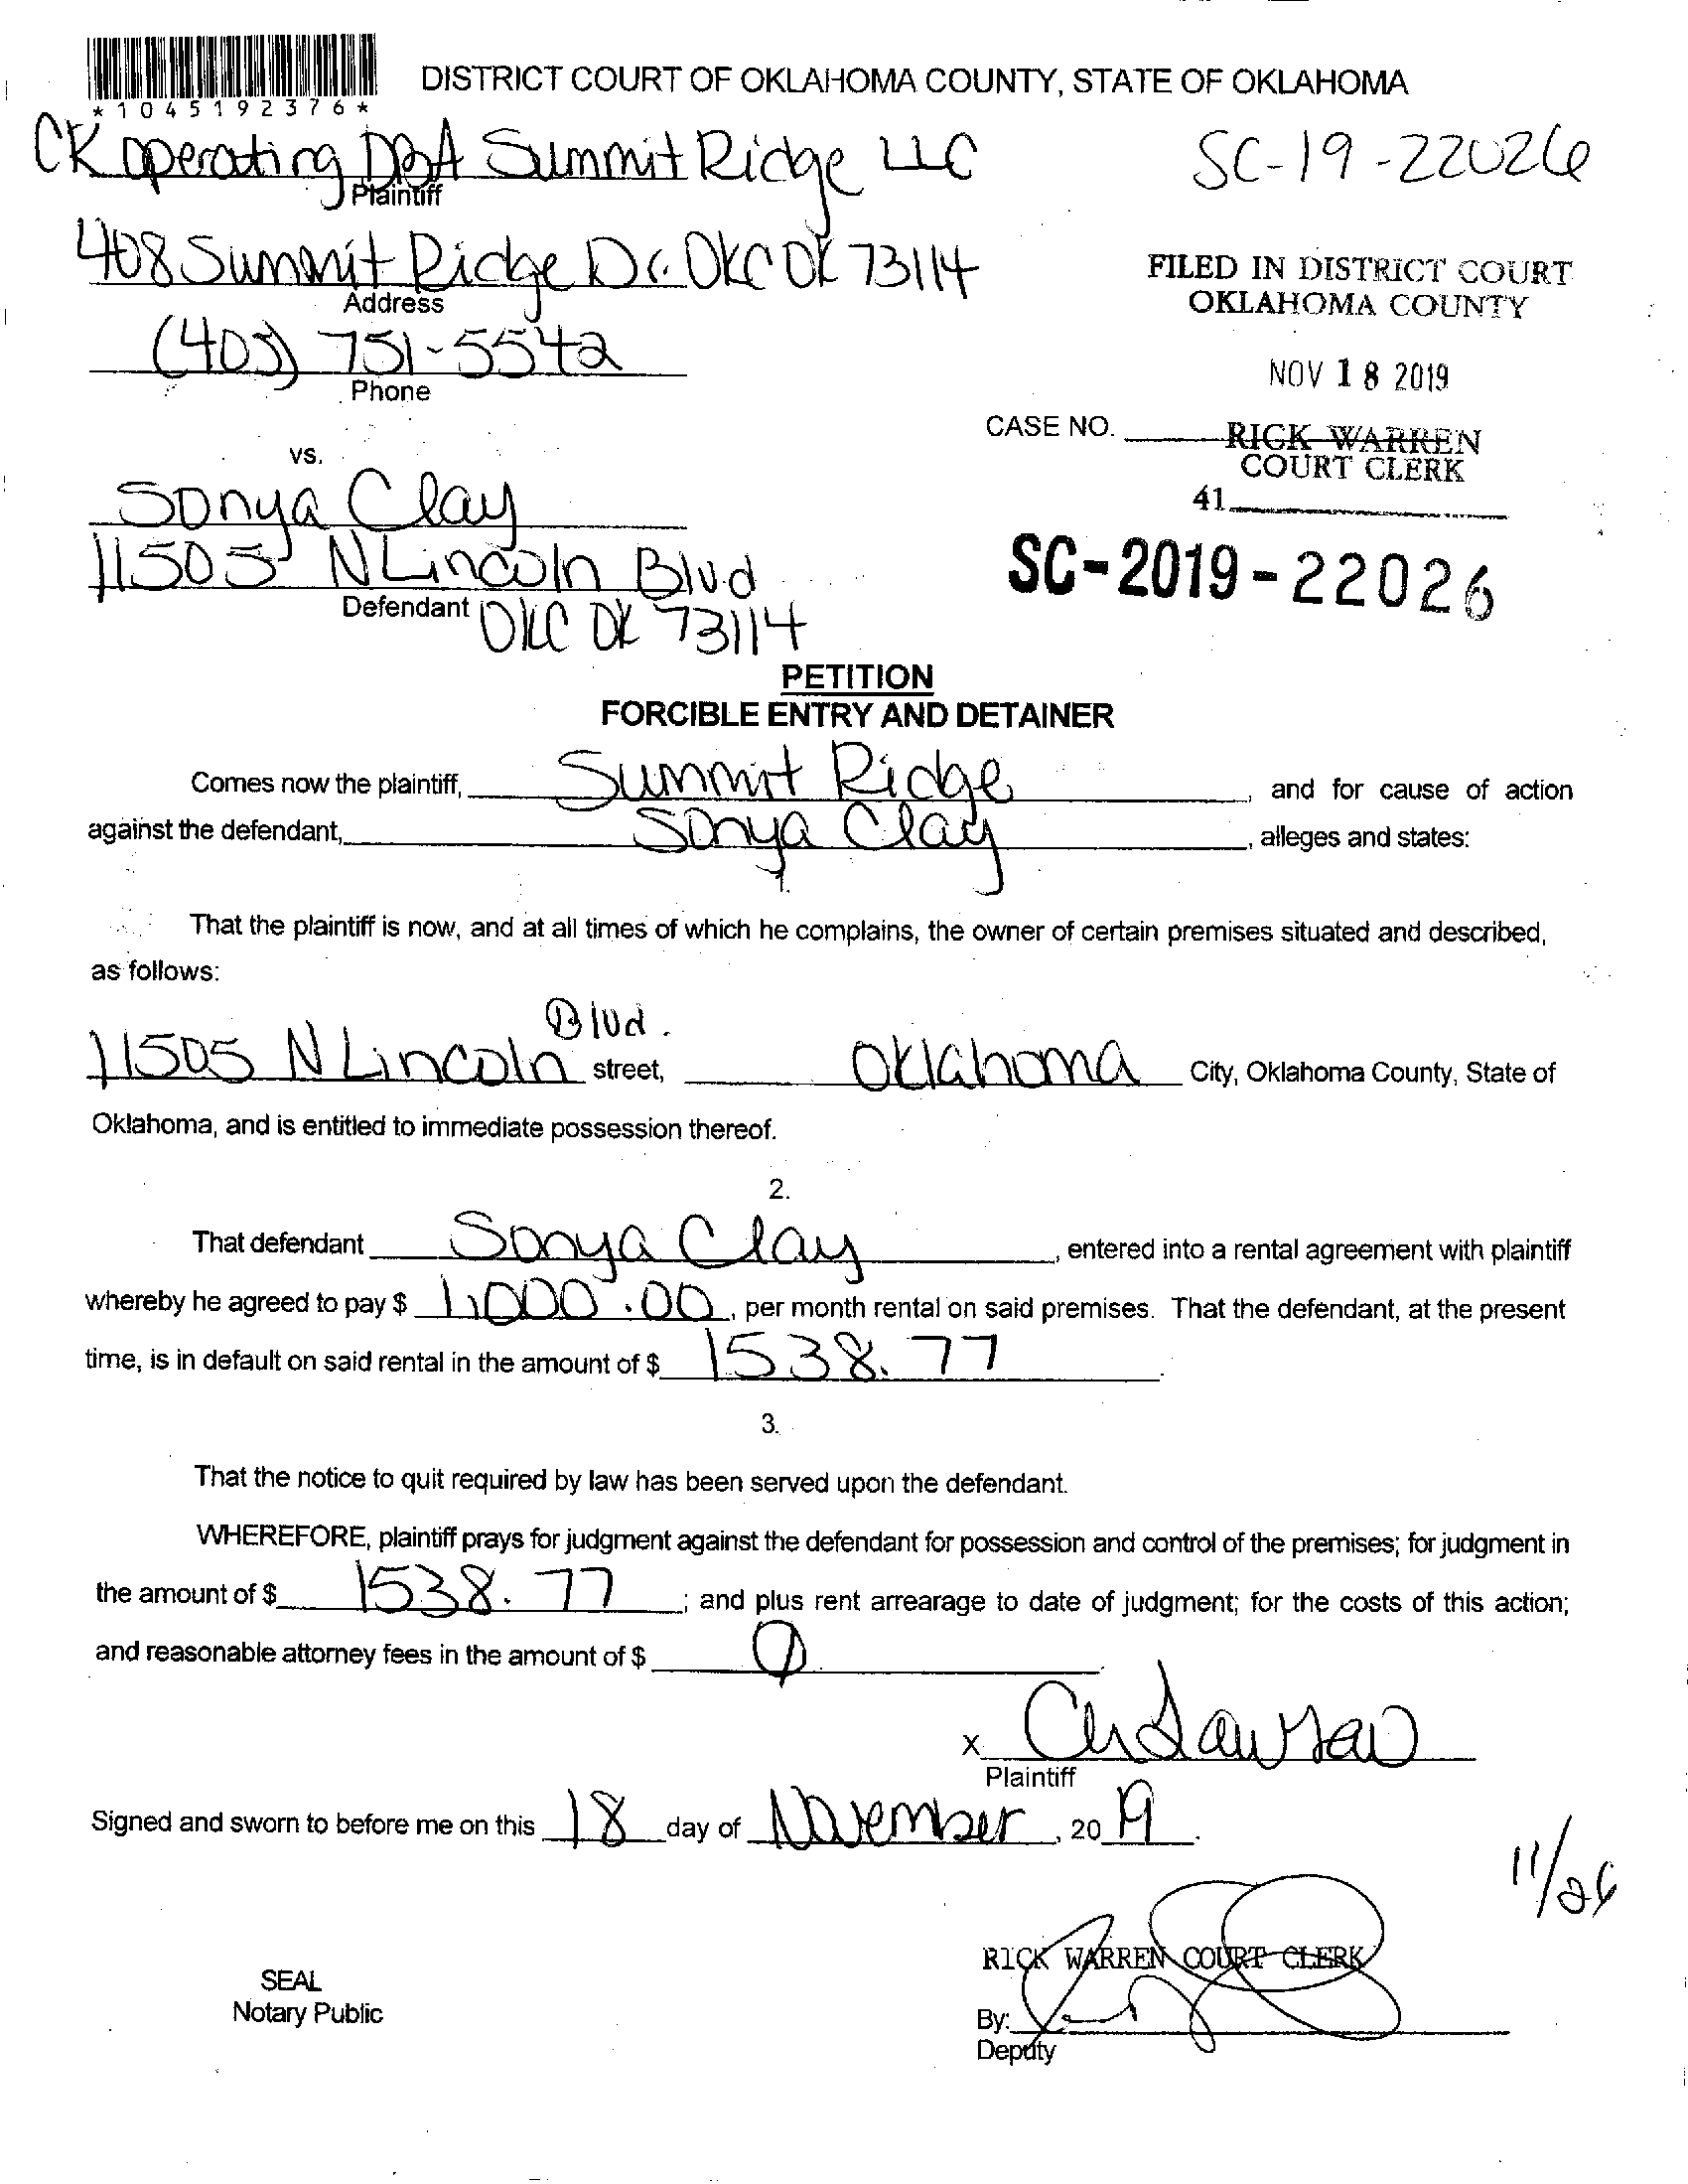 DISTRICT COURT OF OKLAHOMA COUNTY, STATE OF OKLAHOMA
*1045192376*
CK Operating DBA Summit Ridge LLC
Plaintiff
SC-19-22026
408 Summit Ridge Dr. OKC OK 73114
Address
FILED IN DISTRICT COURT
OKLAHOMA COUNTY
(405) 751-5542
Phone
NOV 18 2019
CASE NO.
RICK WARREN
COURT CLERK
41
vs.
Sonya Clay
11505 N Lincoln Blvd
Defendant OKC OK 73114
SC-2019-22026
PETITION
FORCIBLE ENTRY AND DETAINER
Comes now the plaintiff, Summit Ridge, and for cause of action
against the defendant, Sonya Clay, alleges and states:
1.
That the plaintiff is now, and at all times of which he complains, the owner of certain premises situated and described,
as follows:
11505 N Lincoln Blvd. street, Oklahoma City, Oklahoma County, State of
Oklahoma, and is entitled to immediate possession thereof.
2.
That defendant Sonya Clay, entered into a rental agreement with plaintiff
whereby he agreed to pay $ 1,000.00, per month rental on said premises. That the defendant, at the present
time, is in default on said rental in the amount of $ 1538.77.
3.
That the notice to quit required by law has been served upon the defendant.
WHEREFORE, plaintiff prays for judgment against the defendant for possession and control of the premises; for judgment in
the amount of $ 1538.77; and plus rent arrearage to date of judgment; for the costs of this action;
and reasonable attorney fees in the amount of $ 0.
X
Plaintiff
Signed and sworn to before me on this 18 day of November, 20 19.
11/26
RICK WARREN COURT CLERK
SEAL
Notary Public
By:
Deputy